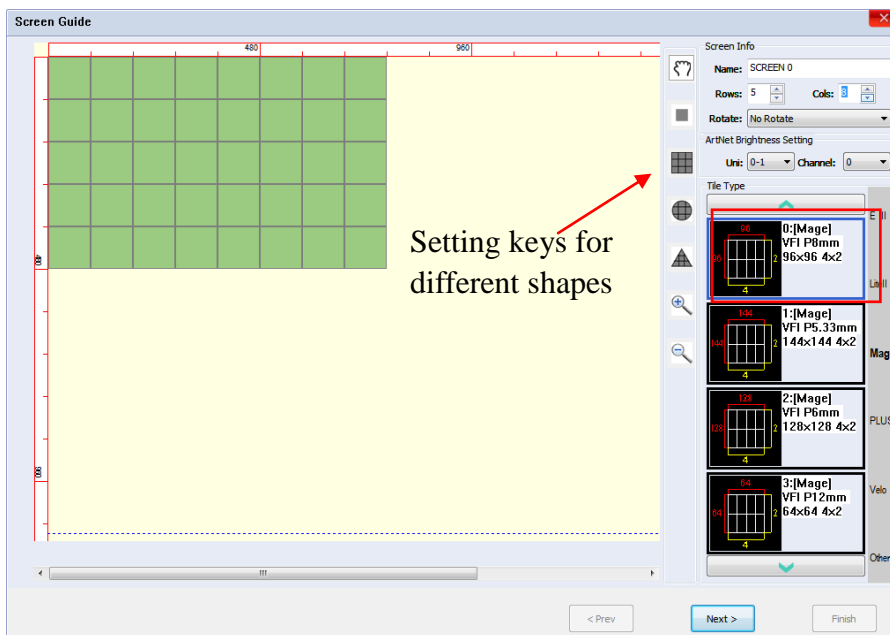 Screen Guide
480
960
480
960
Setting keys for
different shapes
Screen Info
Name: SCREEN 0
Rows: 5 Cols: 8
Rotate: No Rotate
ArtNet Brightness Setting
Uni: 0-1 Channel: 0
Tile Type
96
96
2
4
0:[Mage]
VFI P8mm
96x96 4x2
144
144
2
4
1:[Mage]
VFI P5.33mm
144x144 4x2
128
128
2
4
2:[Mage]
VFI P6mm
128x128 4x2
64
64
2
4
3:[Mage]
VFI P12mm
64x64 4x2
Mag
PLUS
Velo
Other
< Prev
Next >
Finish